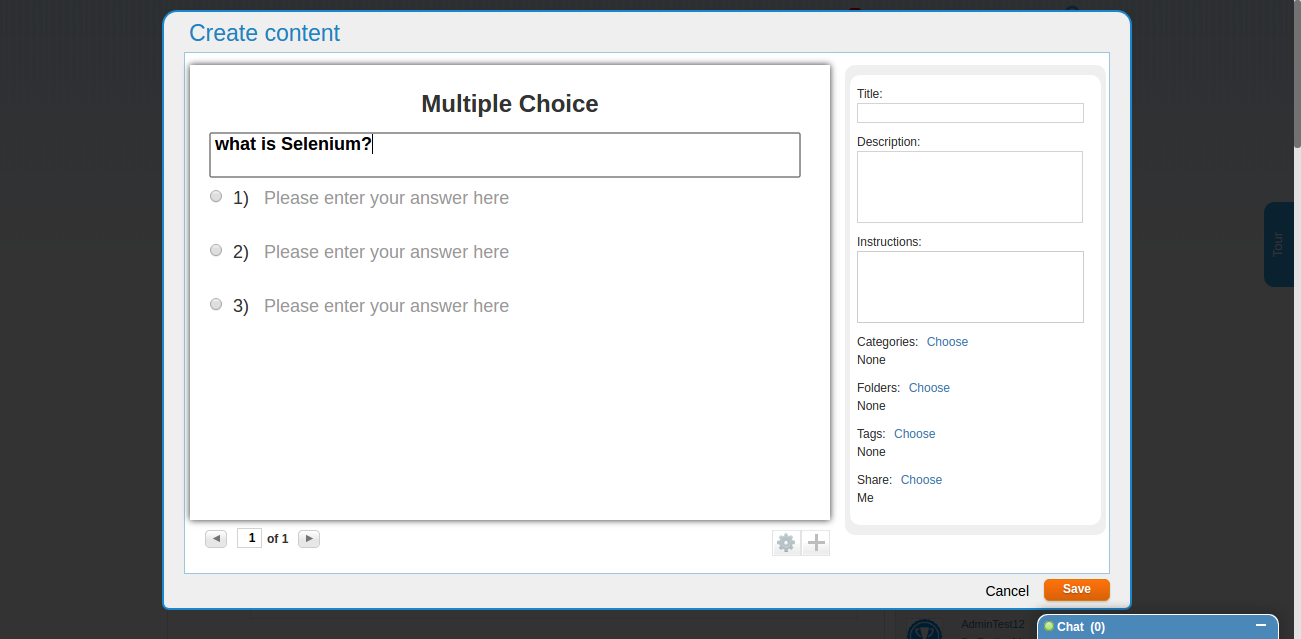 Create content
Multiple Choice
what is Selenium?
1) Please enter your answer here
2) Please enter your answer here
3) Please enter your answer here
1 of 1
Title:
Description:
Instructions:
Categories: Choose
None
Folders: Choose
None
Tags: Choose
None
Share: Choose
Me
Cancel Save
Tour
AdminTest12
Chat (0)